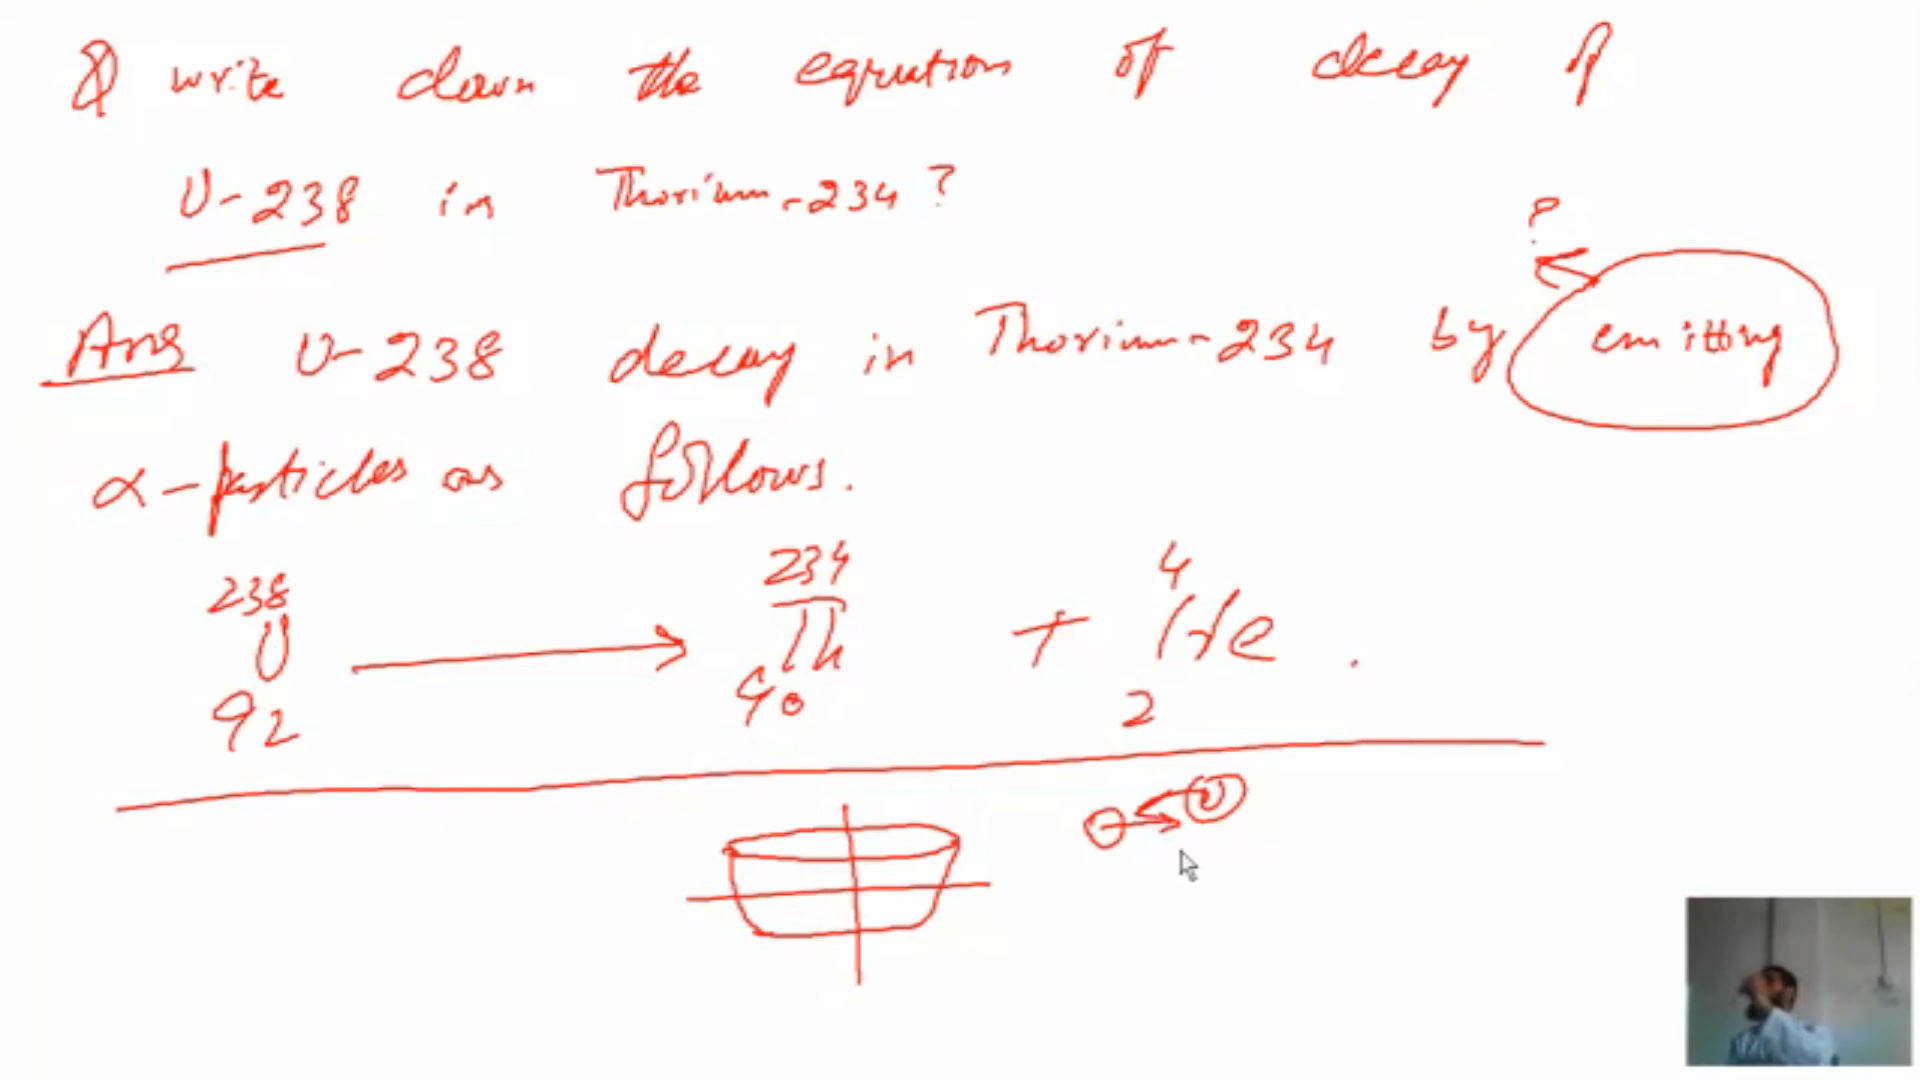 Q write down the equation of decay of
U-238 in Thorium-234 ?
?
Ans U-238 decay in Thorium-234 by emitting
α-particles as follows.
238 234 4
U → Th + He .
92 90 2